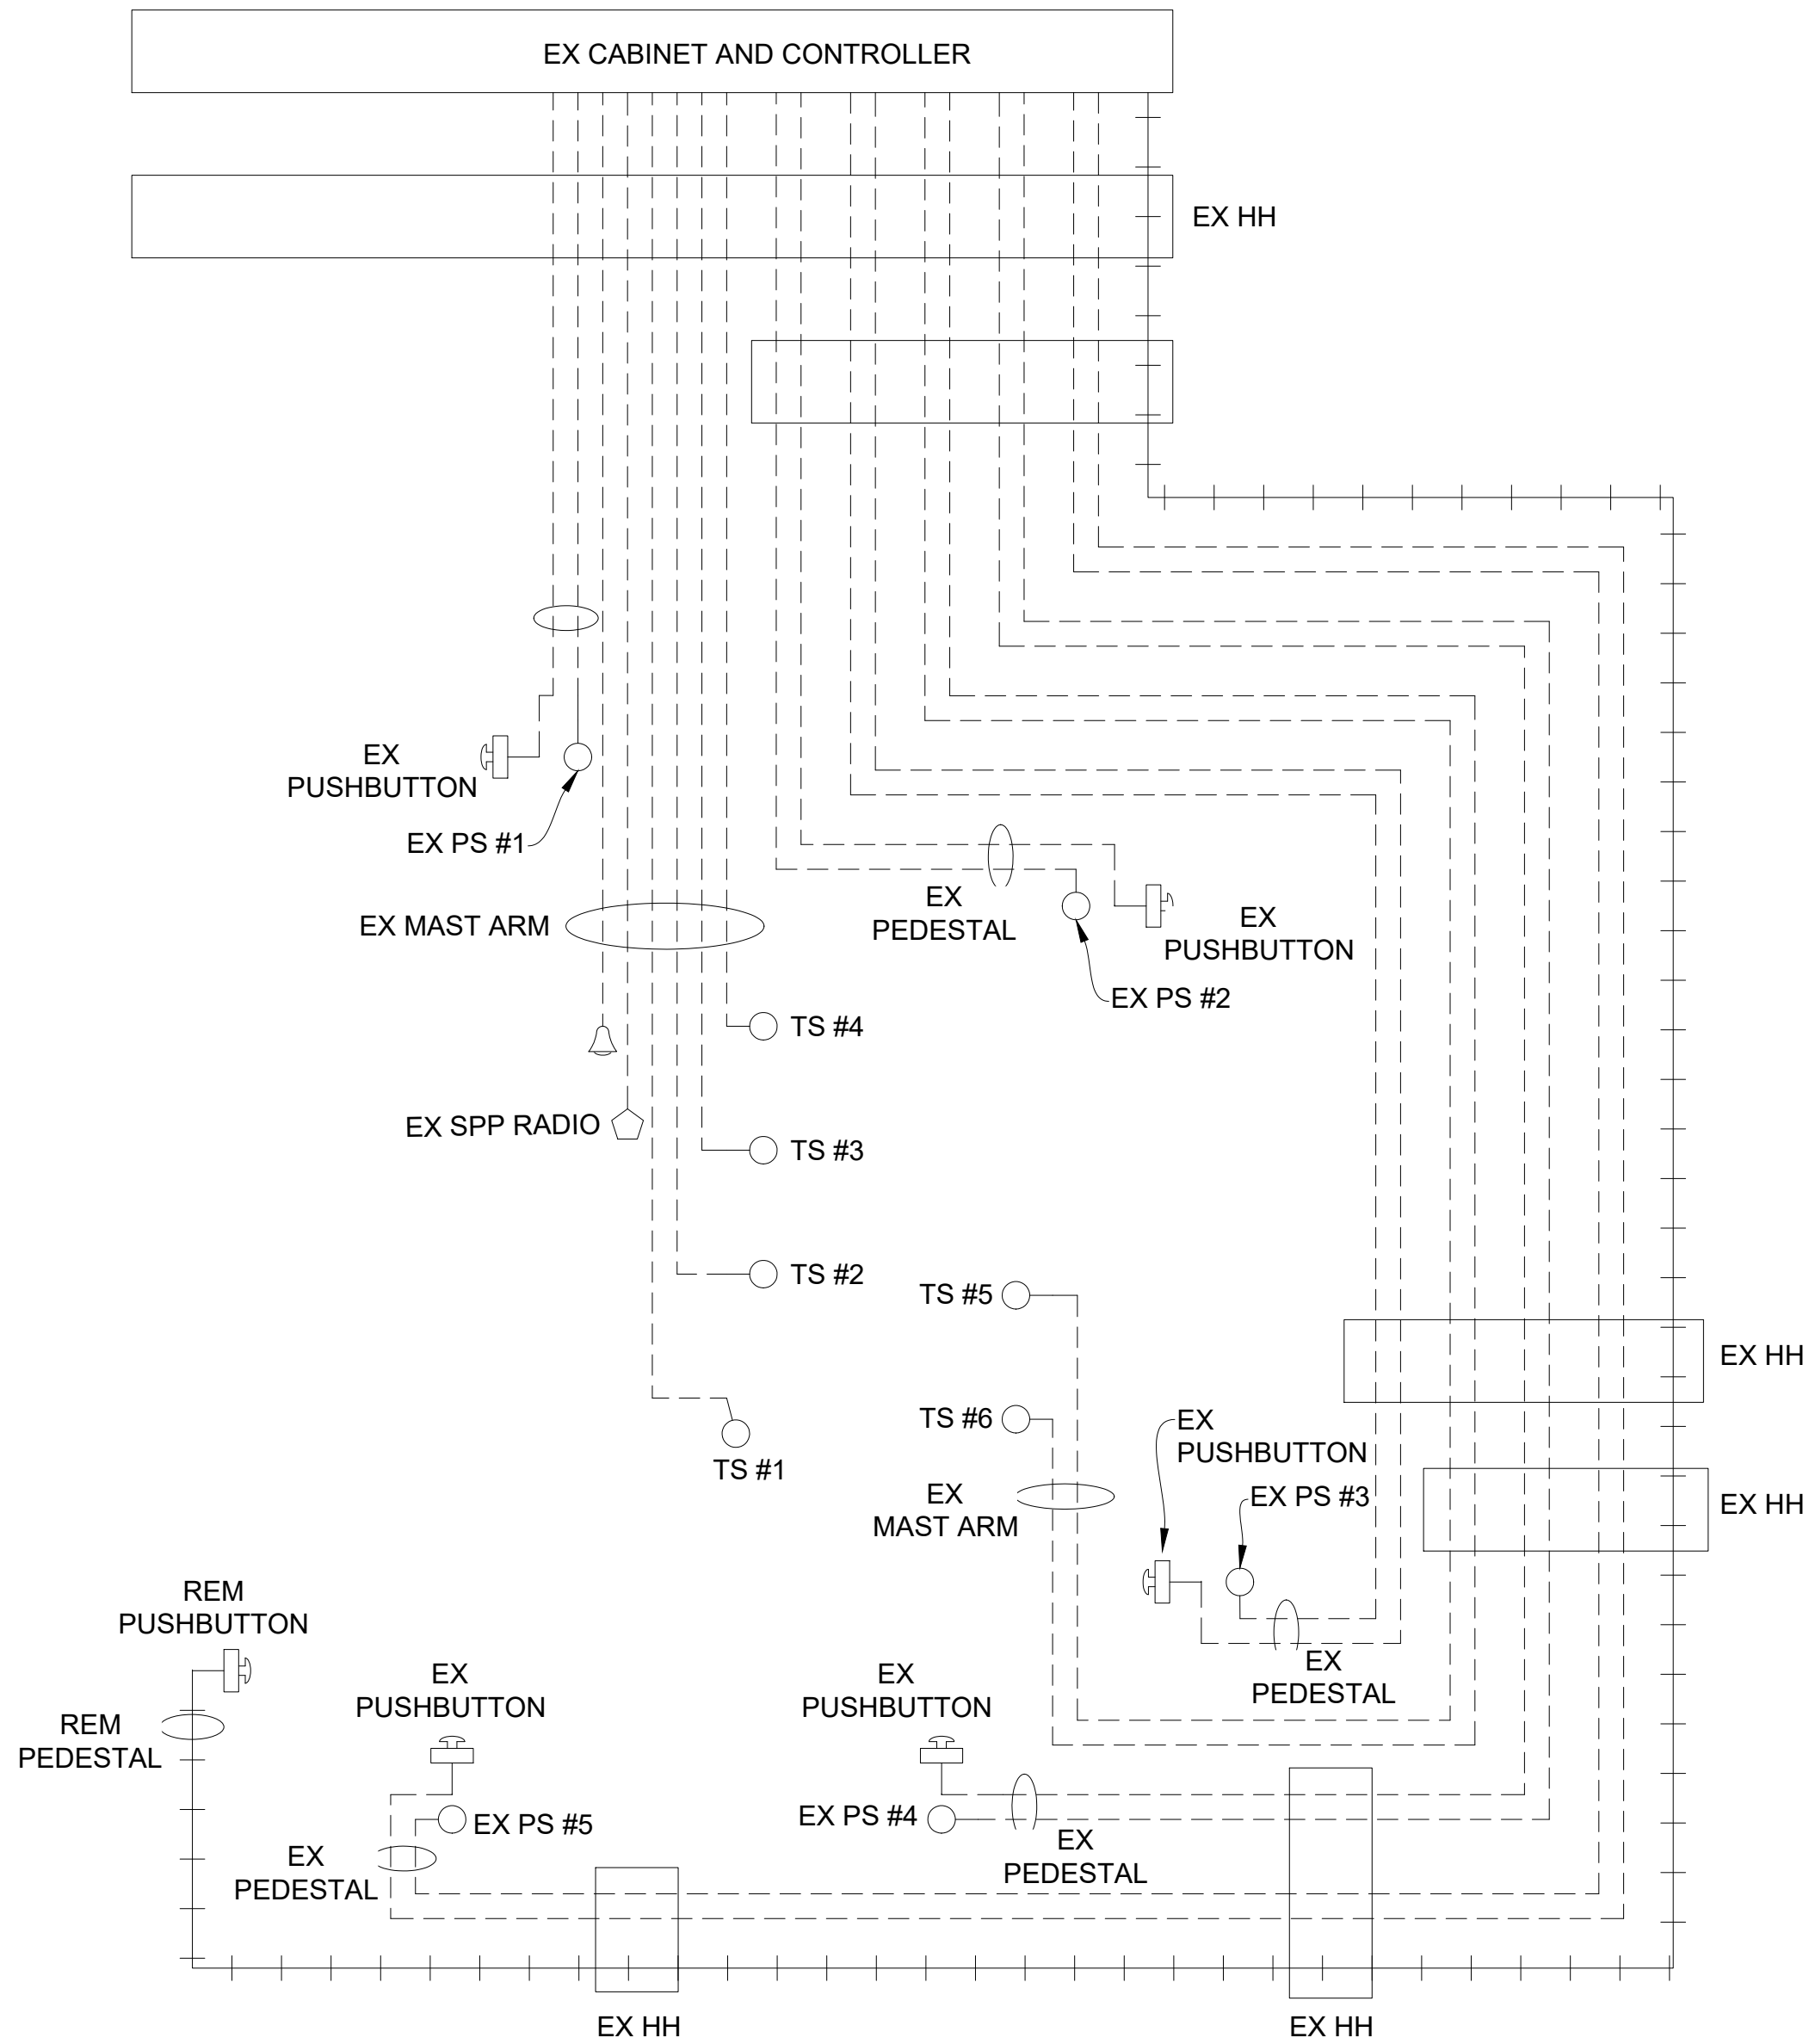 EX CABINET AND CONTROLLER
EX HH
EX
PUSHBUTTON
EX PS #1
EX MAST ARM
EX
PEDESTAL
EX
PUSHBUTTON
EX PS #2
TS #4
EX SPP RADIO
TS #3
TS #2
TS #5
EX HH
TS #6
EX
PUSHBUTTON
TS #1
EX
MAST ARM
EX PS #3
EX HH
REM
PUSHBUTTON
EX
PUSHBUTTON
EX
PUSHBUTTON
EX
PEDESTAL
REM
PEDESTAL
EX PS #5
EX PS #4
EX
PEDESTAL
EX
PEDESTAL
EX HH
EX HH